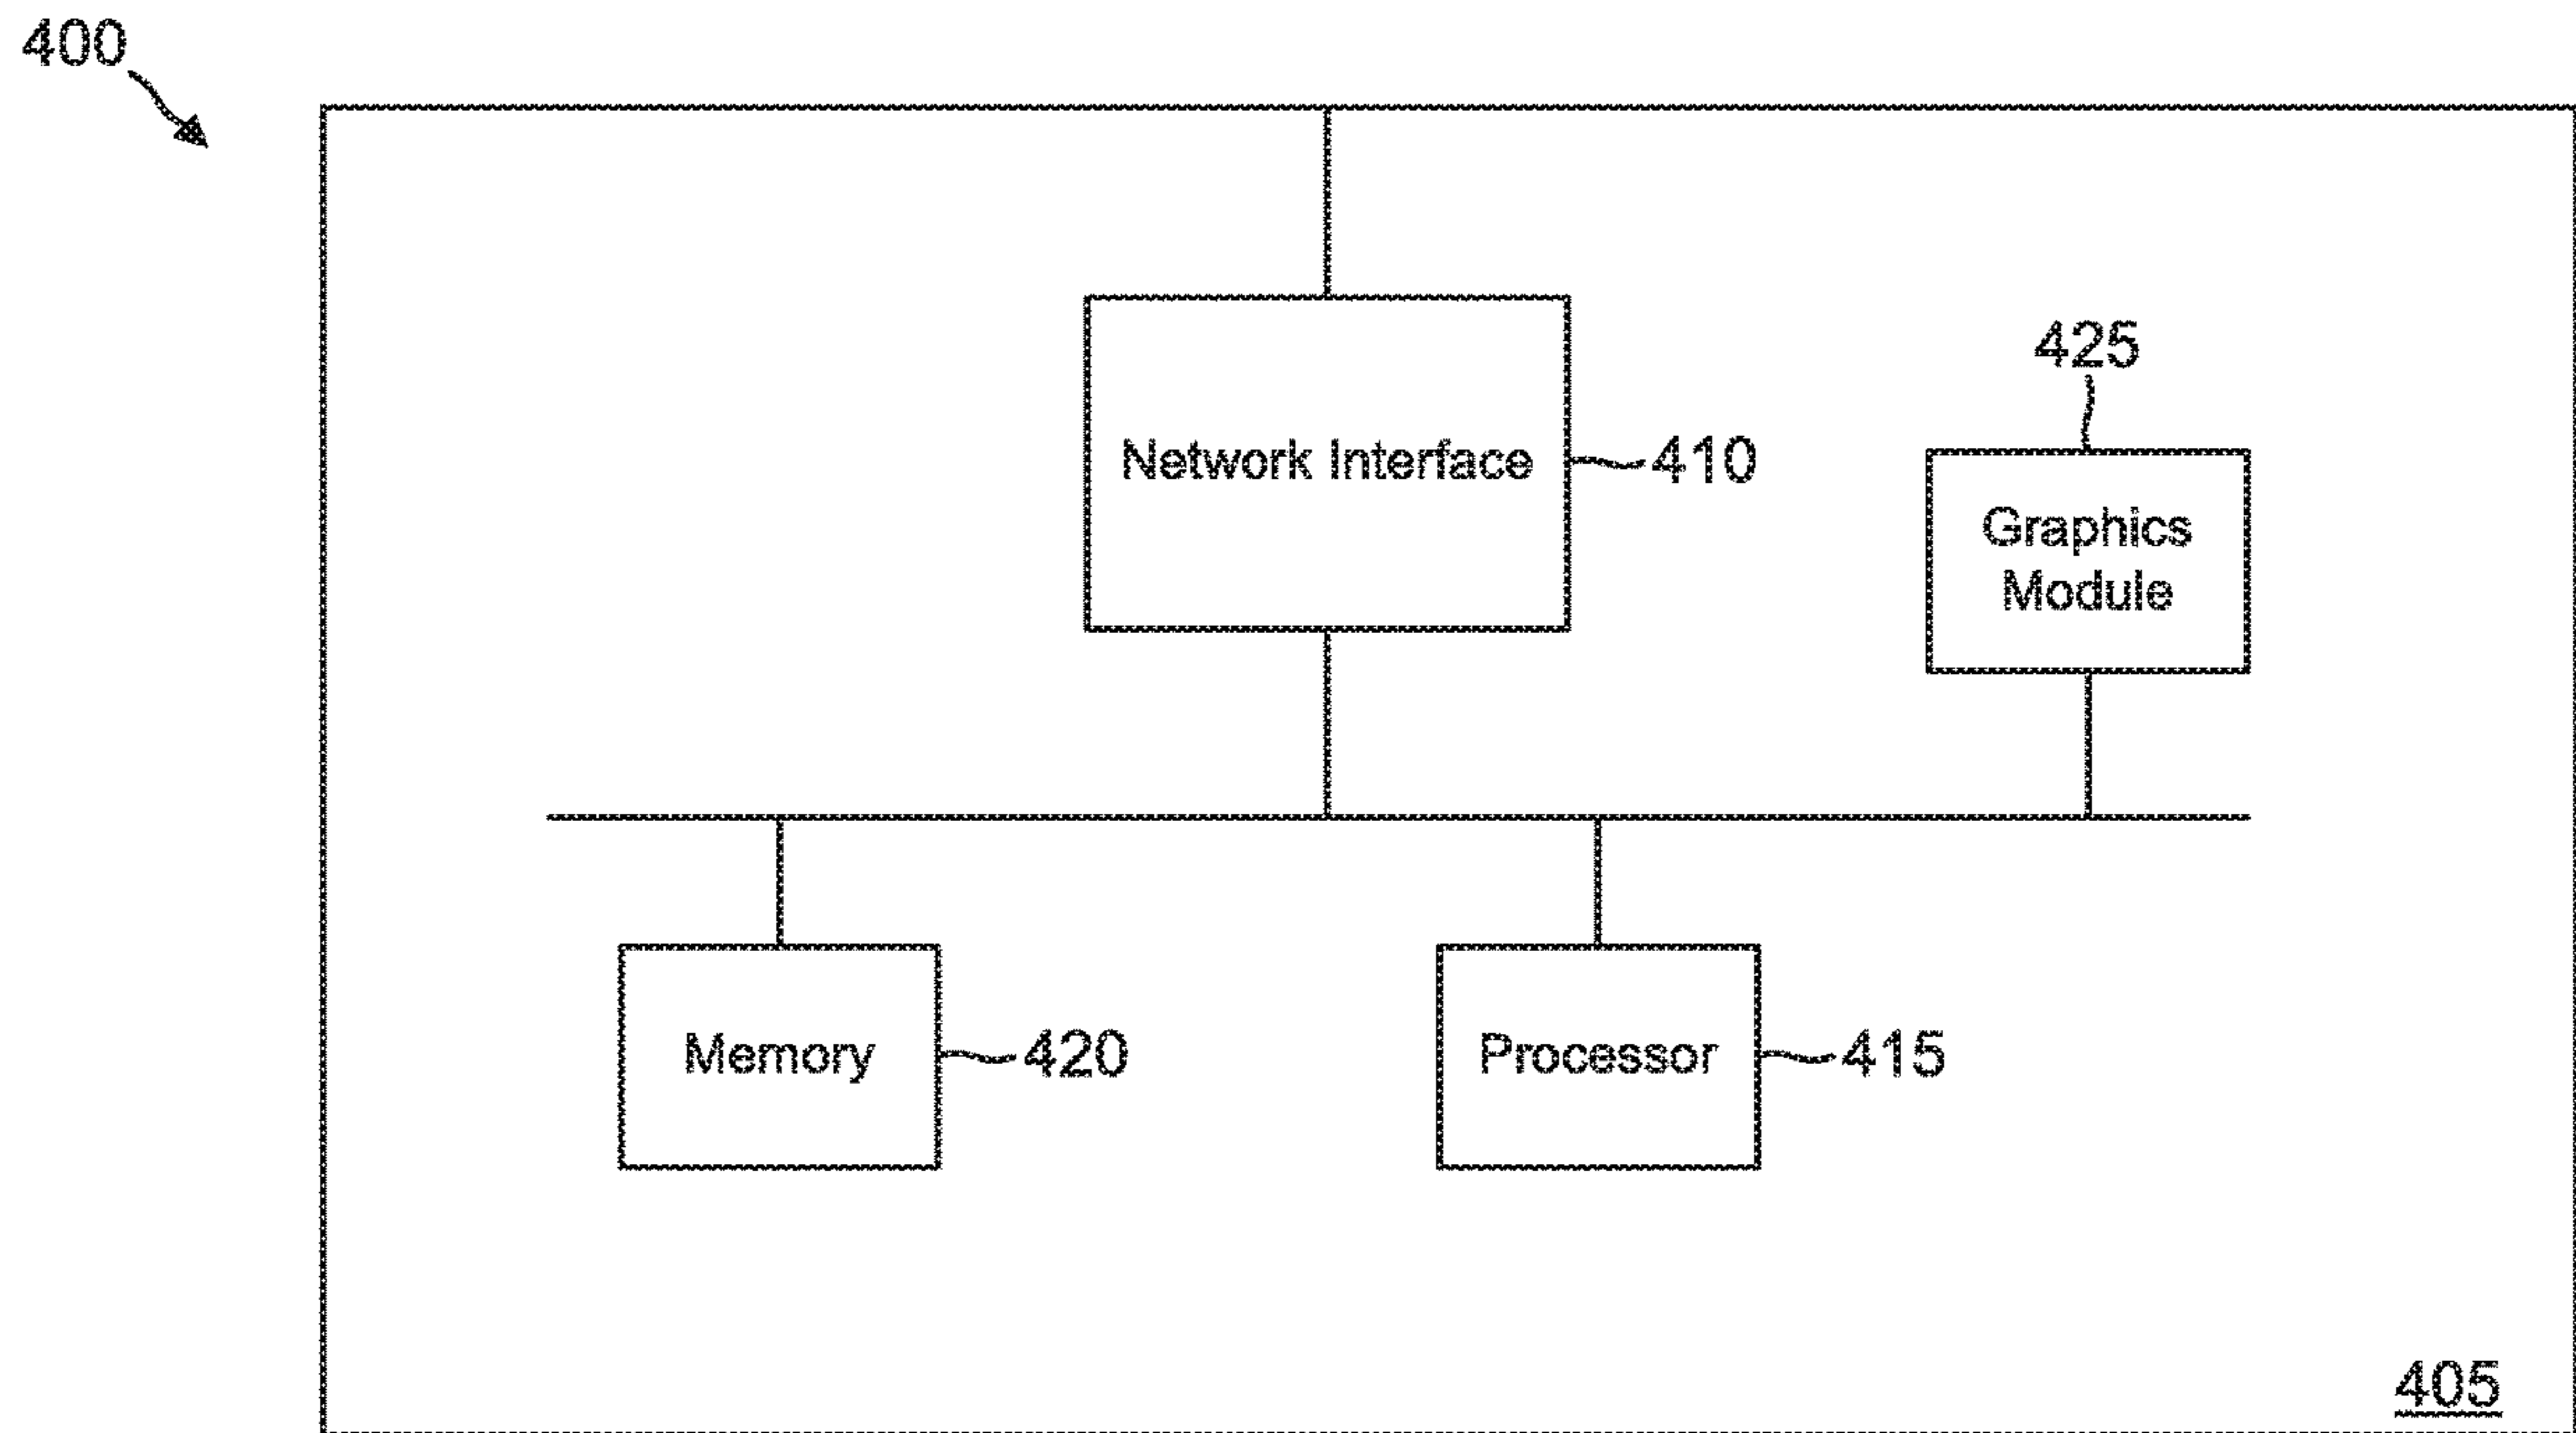 400
425
Network Interface
410
Graphics
Module
Memory
420
Processor
415
405